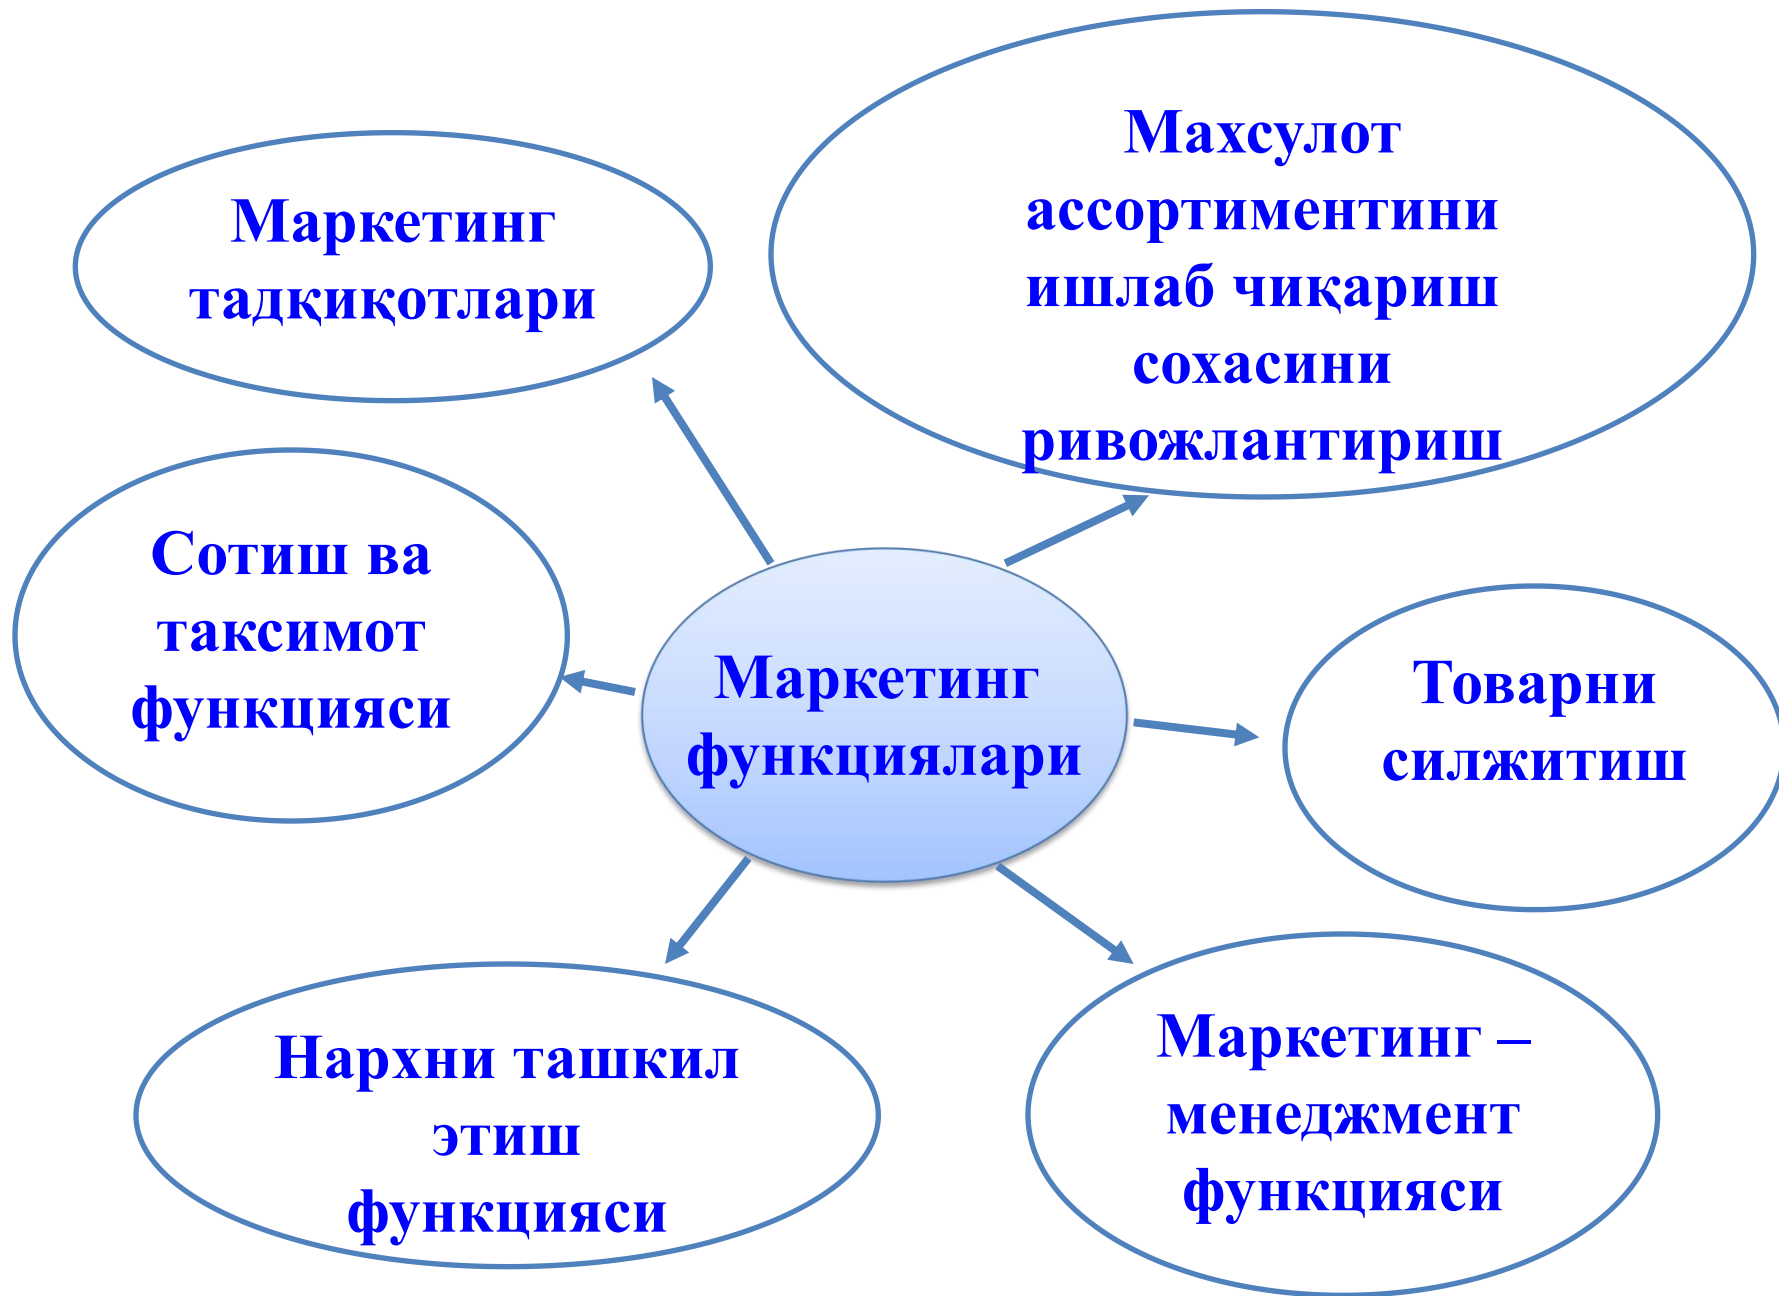 Маркетинг
тадқиқотлари
Махсулот
ассортиментини
ишлаб чиқариш
сохасини
ривожлантириш
Сотиш ва
таксимот
функцияси
Маркетинг
функциялари
Товарни
силжитиш
Нархни ташкил
этиш
функцияси
Маркетинг –
менеджмент
функцияси